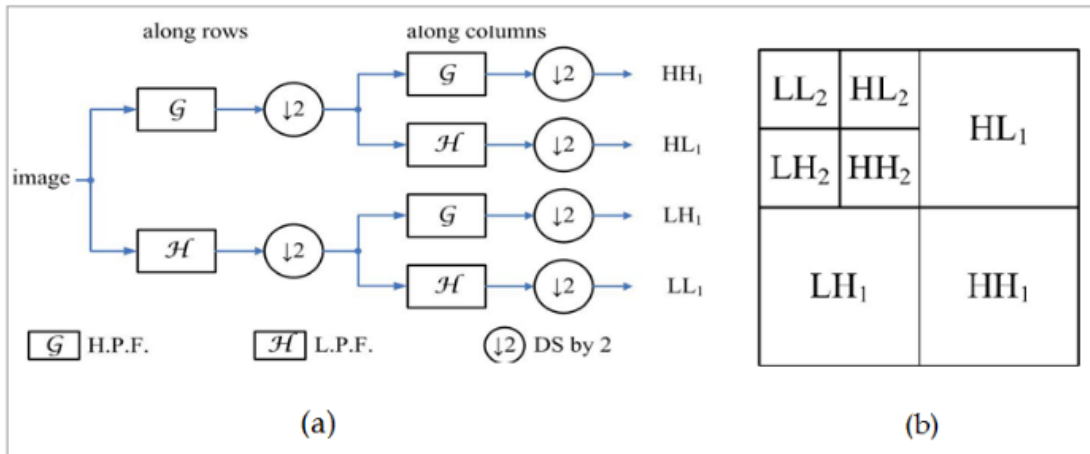 along rows
along columns
G ↓2 HH₁
G ↓2
LL₂ HL₂
HL₁
H ↓2 HL₁
image
LH₂ HH₂
G ↓2 LH₁
H ↓2
LH₁ HH₁
H ↓2 LL₁
G H.P.F. H L.P.F. ↓2 DS by 2
(a) (b)